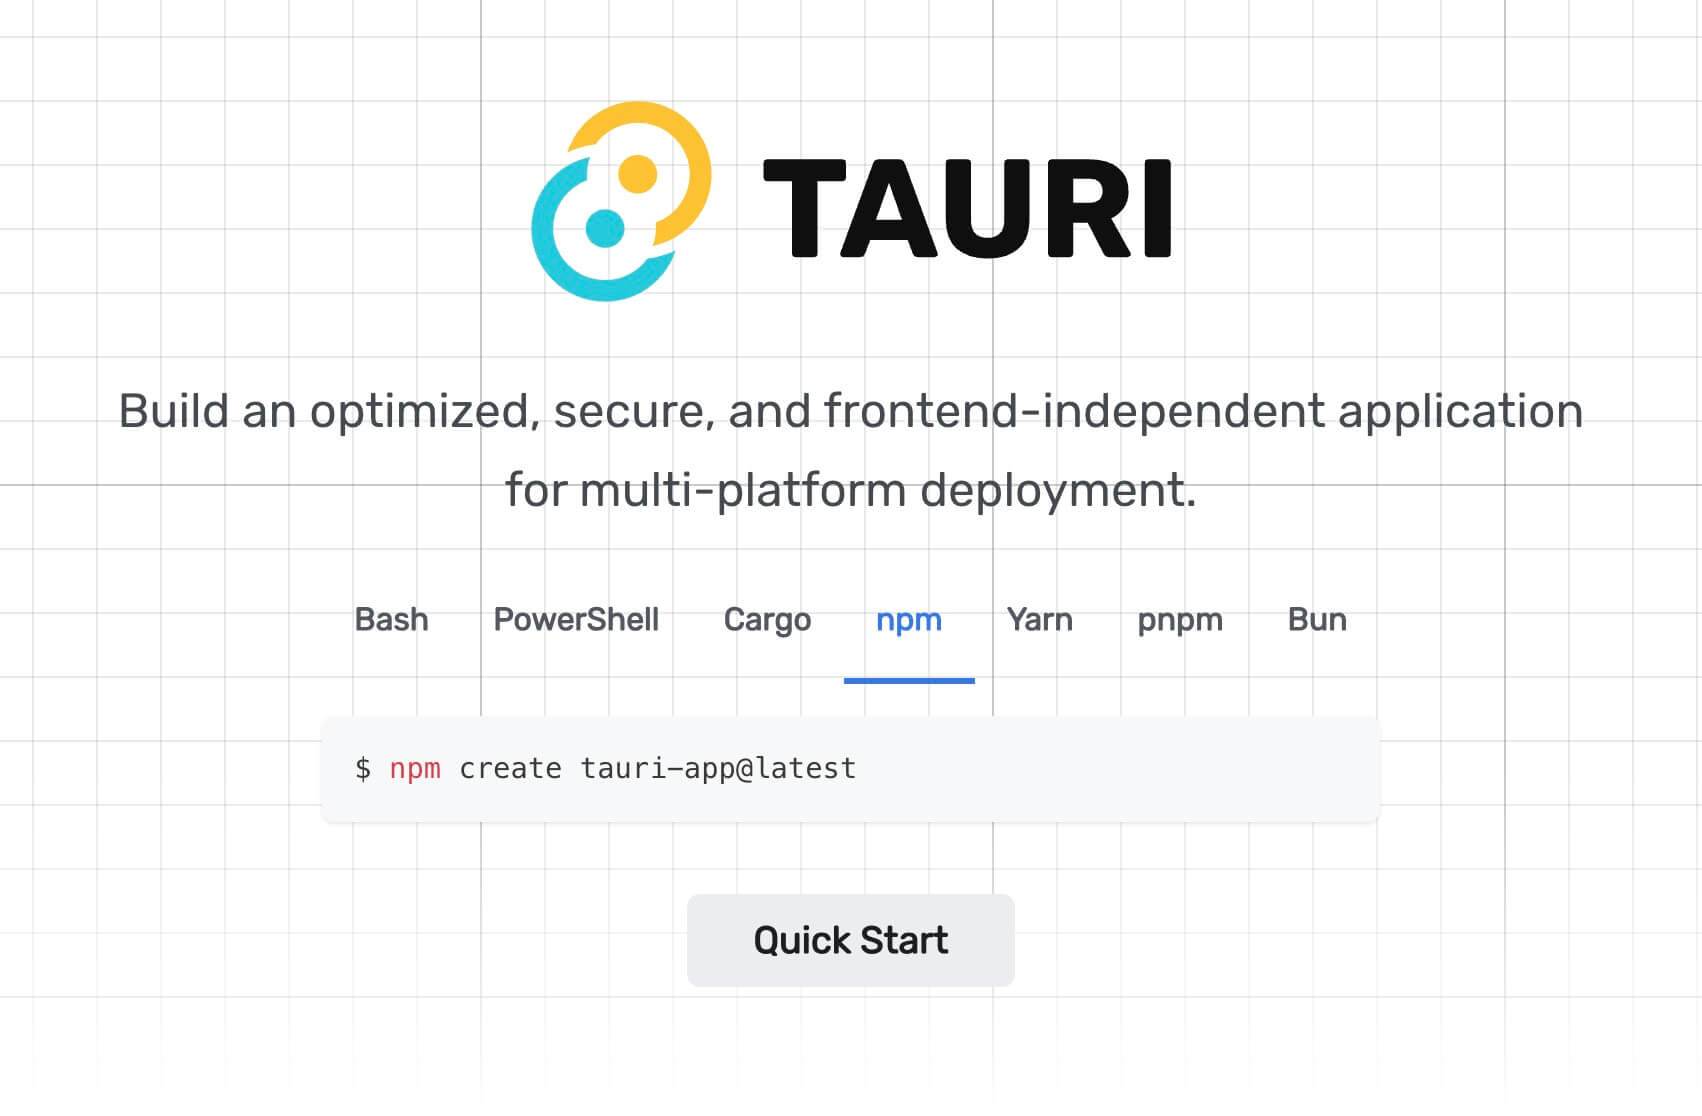 TAURI
Build an optimized, secure, and frontend-independent application
for multi-platform deployment.
Bash PowerShell Cargo npm Yarn pnpm Bun
$ npm create tauri-app@latest
Quick Start